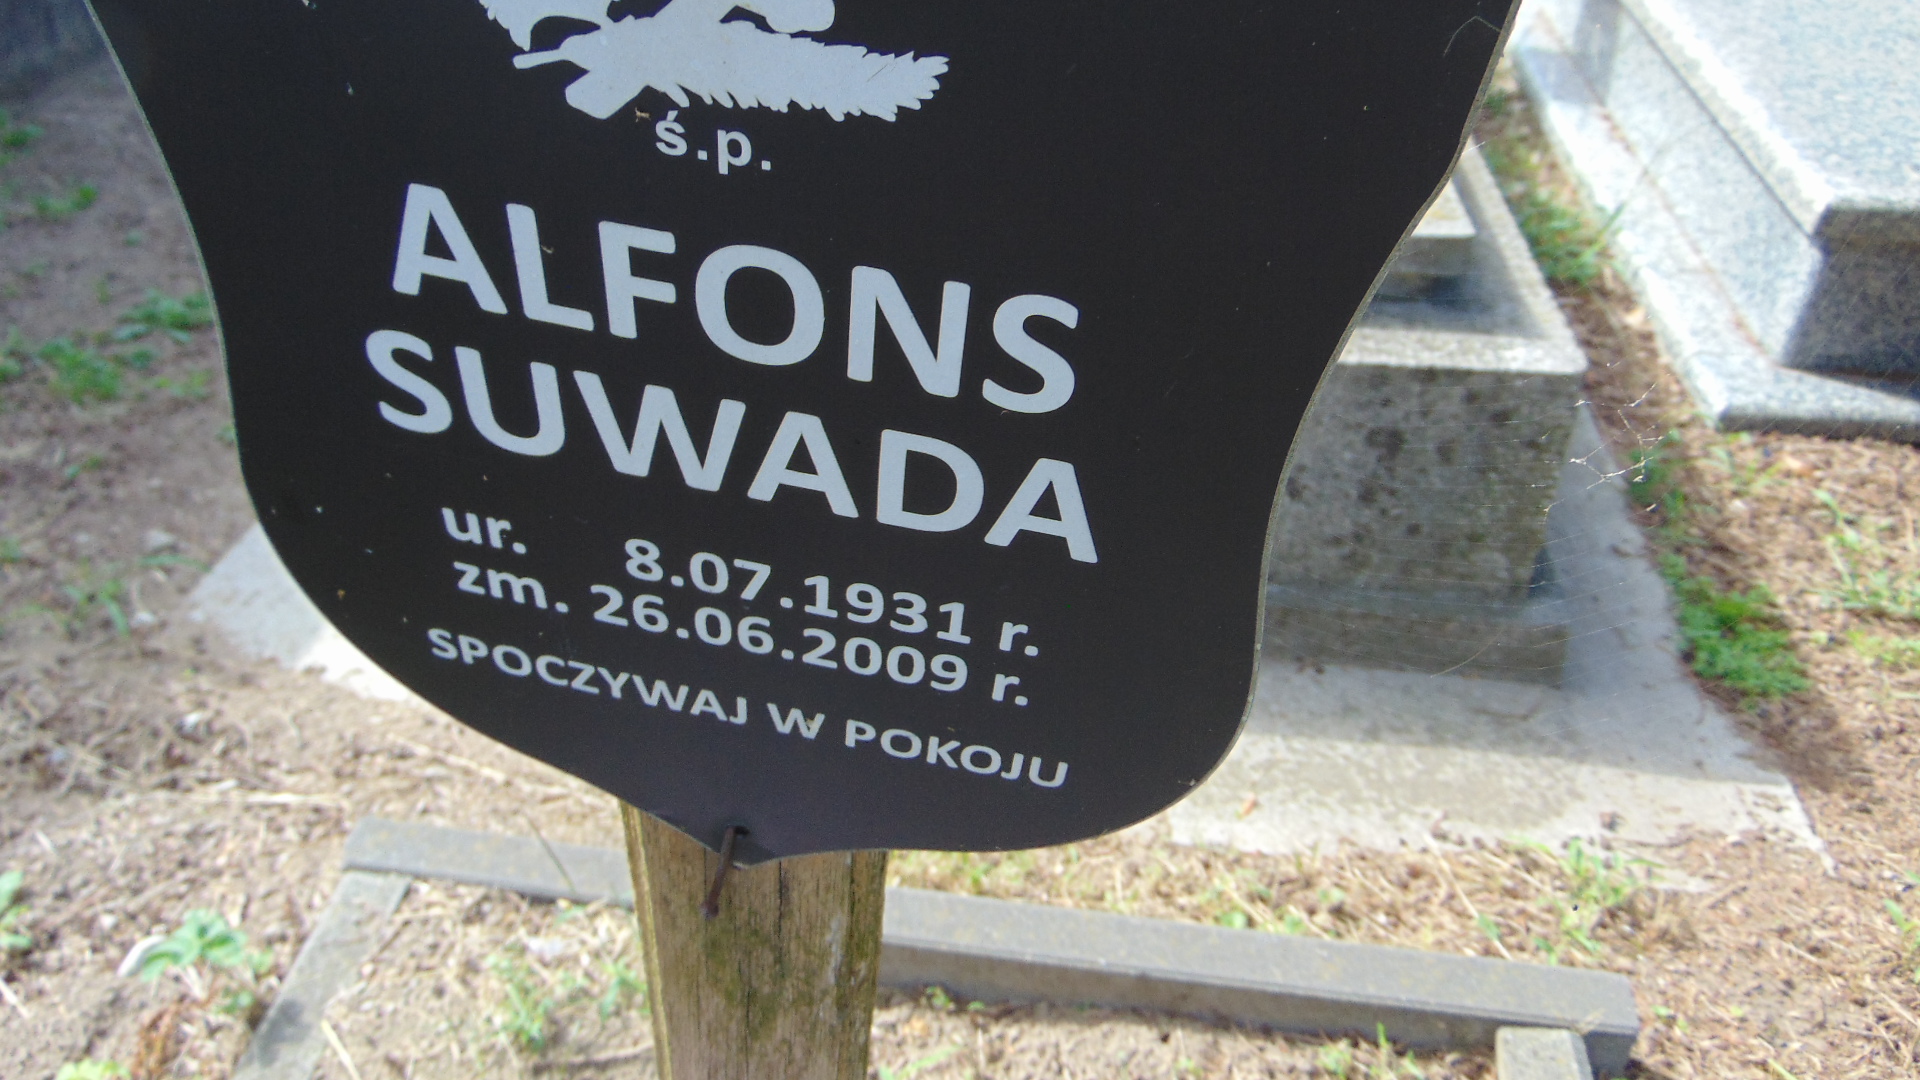 ś.p.
ALFONS
SUWADA
ur. 8.07.1931 r.
zm. 26.06.2009 r.
SPOCZYWAJ W POKOJU